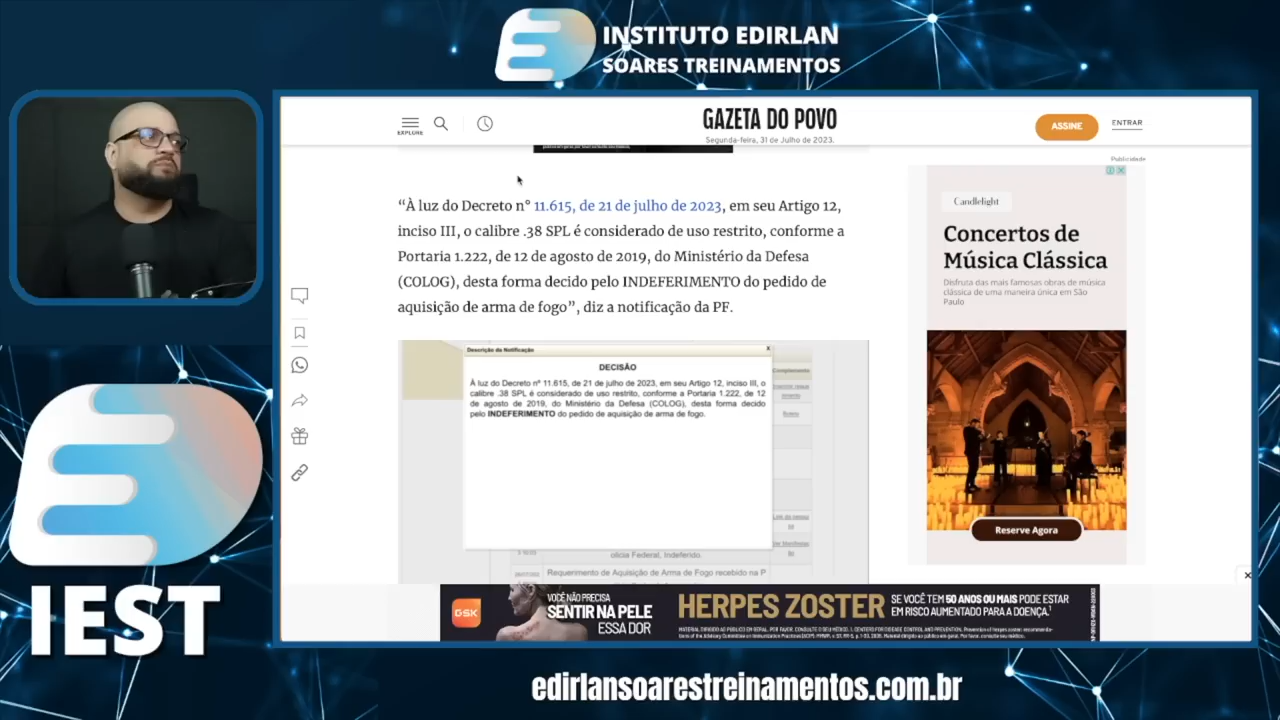 INSTITUTO EDIRLAN
SOARES TREINAMENTOS
EXPLORE
GAZETA DO POVO
Segunda-feira, 31 de Julho de 2023.
ASSINE
ENTRAR
Publicidade
“À luz do Decreto n° 11.615, de 21 de julho de 2023, em seu Artigo 12,
inciso III, o calibre .38 SPL é considerado de uso restrito, conforme a
Portaria 1.222, de 12 de agosto de 2019, do Ministério da Defesa
(COLOG), desta forma decido pelo INDEFERIMENTO do pedido de
aquisição de arma de fogo”, diz a notificação da PF.
Candlelight
Concertos de
Música Clássica
Disfruta das mais famosas obras de música
clássica de uma maneira única em São
Paulo
Reserve Agora
Descrição da Notificação
X
DECISÃO
À luz do Decreto nº 11.615, de 21 de julho de 2023, em seu Artigo 12, inciso III, o
calibre .38 SPL é considerado de uso restrito, conforme a Portaria 1.222, de 12
de agosto de 2019, do Ministério da Defesa (COLOG), desta forma decido
pelo INDEFERIMENTO do pedido de aquisição de arma de fogo.
Complemento
olícia Federal, Indeferido.
Requerimento de Aquisição de Arma de Fogo recebido na P
GSK
VOCÊ NÃO PRECISA
SENTIR NA PELE
ESSA DOR
HERPES ZOSTER
SE VOCÊ TEM 50 ANOS OU MAIS PODE ESTAR
EM RISCO AUMENTADO PARA A DOENÇA.¹
IEST
edirlansoarestreinamentos.com.br